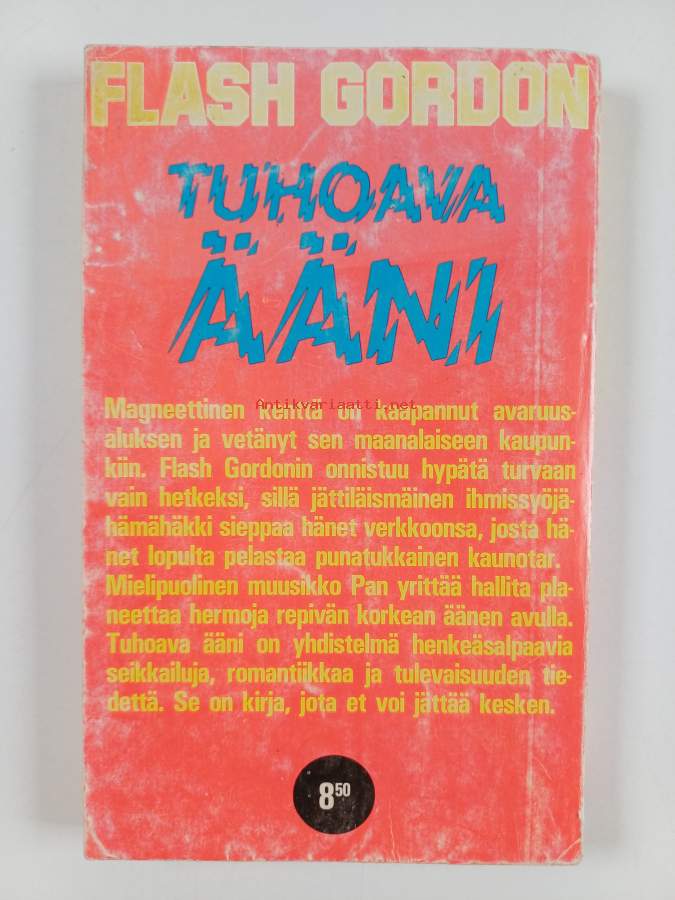 FLASH GORDON
TUHOAVA
ÄÄNI
Antikvariaatti.net
Magneettinen kenttä on kaapannut avaruus-
aluksen ja vetänyt sen maanalaiseen kaupun-
kiin. Flash Gordonin onnistuu hypätä turvaan
vain hetkeksi, sillä jättiläismäinen ihmissyöjä-
hämähäkki sieppaa hänet verkkoonsa, josta hä-
net lopulta pelastaa punatukkainen kaunotar.
Mielipuolinen muusikko Pan yrittää hallita pla-
neettaa hermoja repivän korkean äänen avulla.
Tuhoava ääni on yhdistelmä henkeäsalpaavia
seikkailuja, romantiikkaa ja tulevaisuuden tie-
dettä. Se on kirja, jota et voi jättää kesken.
8 50